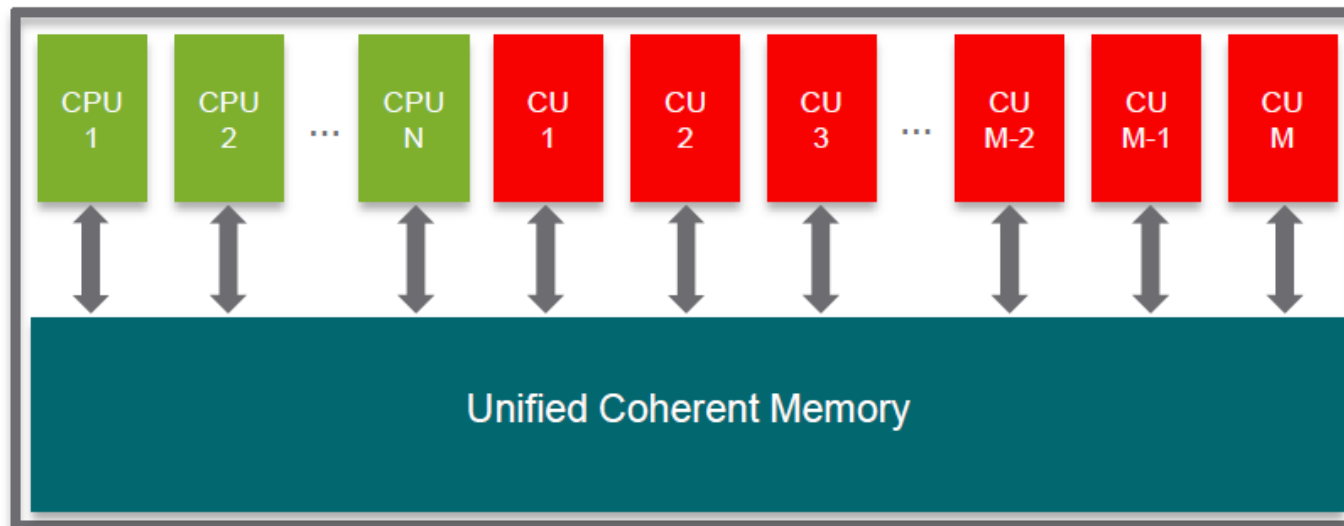 CPU
1
CPU
2
...
CPU
N
CU
1
CU
2
CU
3
...
CU
M-2
CU
M-1
CU
M
Unified Coherent Memory